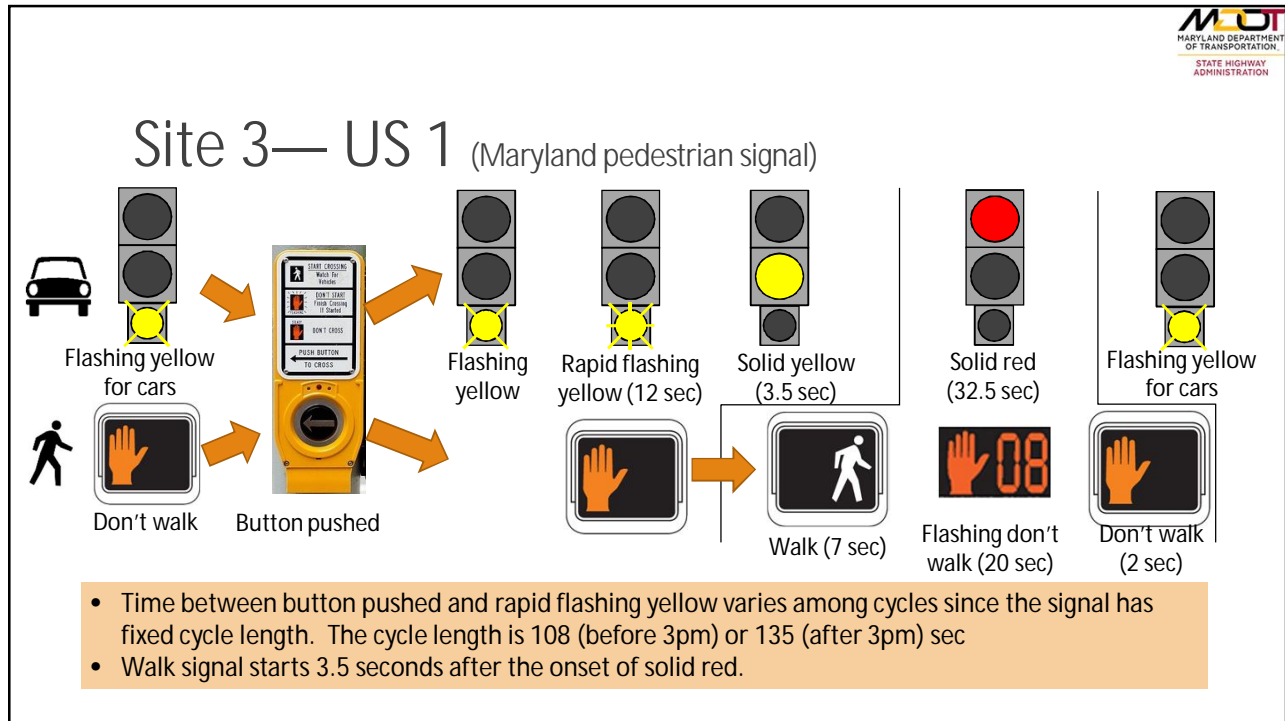 MDOT
MARYLAND DEPARTMENT
OF TRANSPORTATION
STATE HIGHWAY
ADMINISTRATION
Site 3— US 1 (Maryland pedestrian signal)
START CROSSING
Watch For
Vehicles
DON'T START
Finish Crossing
If Started
DON'T CROSS
PUSH BUTTON
TO CROSS
Flashing yellow
for cars
Flashing
yellow
Rapid flashing
yellow (12 sec)
Solid yellow
(3.5 sec)
Solid red
(32.5 sec)
Flashing yellow
for cars
08
Don't walk
Button pushed
Walk (7 sec)
Flashing don't
walk (20 sec)
Don't walk
(2 sec)
• Time between button pushed and rapid flashing yellow varies among cycles since the signal has
fixed cycle length. The cycle length is 108 (before 3pm) or 135 (after 3pm) sec
• Walk signal starts 3.5 seconds after the onset of solid red.